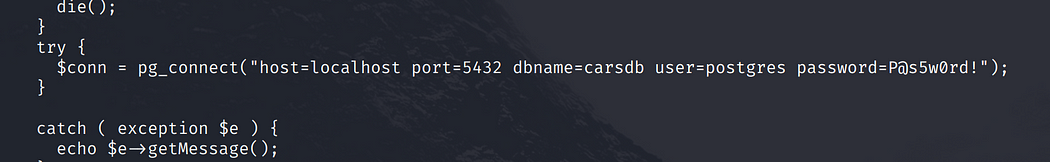 die();
}
try {
$conn = pg_connect("host=localhost port=5432 dbname=carsdb user=postgres password=P@s5w0rd!");
}
catch ( exception $e ) {
echo $e->getMessage();